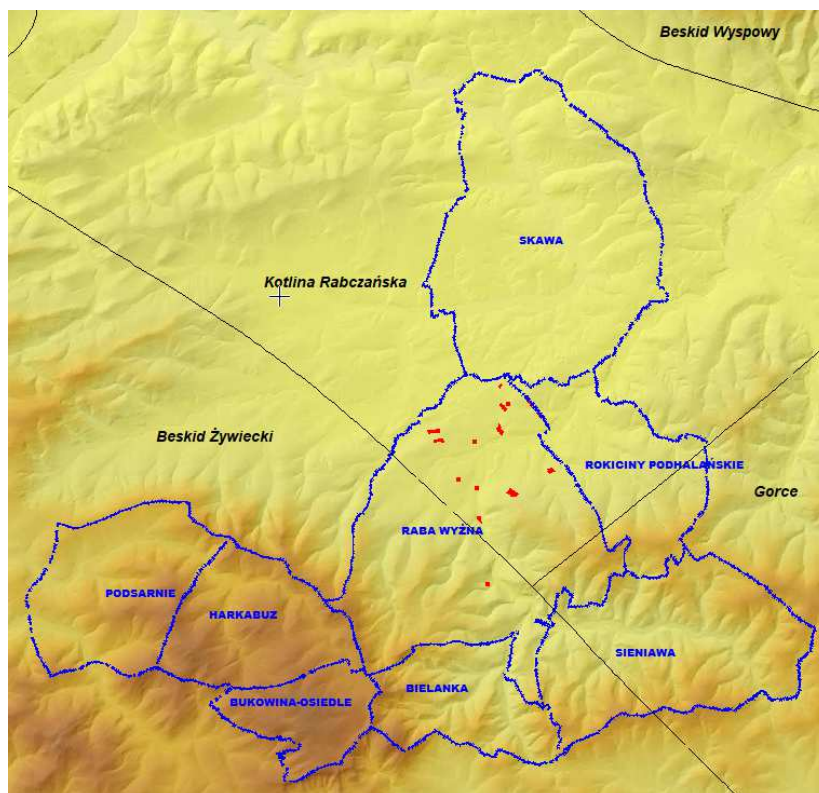 Beskid Wyspowy
SKAWA
Kotlina Rabczańska
Beskid Żywiecki
ROKICINY PODHALAŃSKIE
Gorce
RABA WYŻNA
PODSARNIE
HARKABUZ
SIENIAWA
BIELANKA
BUKOWINA-OSIEDLE